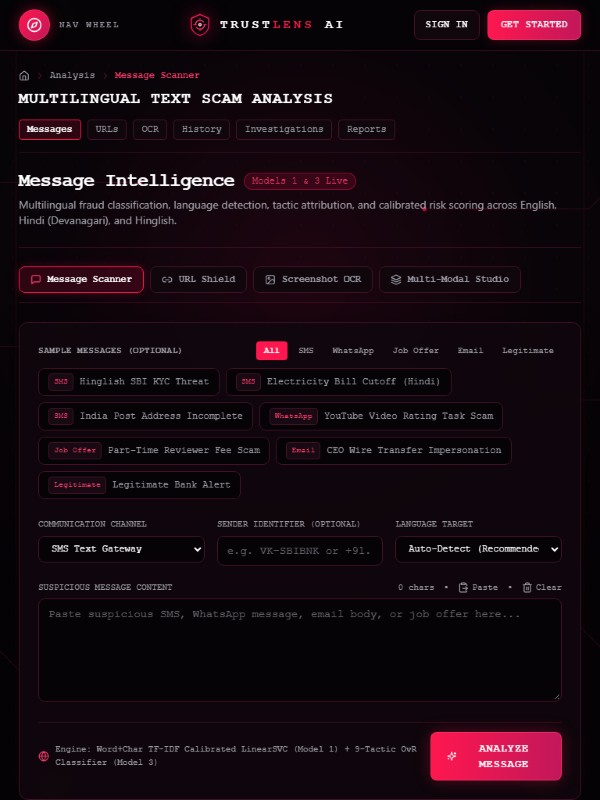 NAV WHEEL
TRUSTLENS AI
SIGN IN
GET STARTED
Analysis > Message Scanner
MULTILINGUAL TEXT SCAM ANALYSIS
Messages URLs OCR History Investigations Reports
Message Intelligence Models 1 & 3 Live
Multilingual fraud classification, language detection, tactic attribution, and calibrated risk scoring across English,
Hindi (Devanagari), and Hinglish.
Message Scanner URL Shield Screenshot OCR Multi-Modal Studio
SAMPLE MESSAGES (OPTIONAL) All SMS WhatsApp Job Offer Email Legitimate
SMS Hinglish SBI KYC Threat SMS Electricity Bill Cutoff (Hindi)
SMS India Post Address Incomplete WhatsApp YouTube Video Rating Task Scam
Job Offer Part-Time Reviewer Fee Scam Email CEO Wire Transfer Impersonation
Legitimate Legitimate Bank Alert
COMMUNICATION CHANNEL SENDER IDENTIFIER (OPTIONAL) LANGUAGE TARGET
SMS Text Gateway e.g. VK-SBIBNK or +91. Auto-Detect (Recommende
SUSPICIOUS MESSAGE CONTENT 0 chars • Paste • Clear
Paste suspicious SMS, WhatsApp message, email body, or job offer here...
Engine: Word+Char TF-IDF Calibrated LinearSVC (Model 1) + 9-Tactic OvR
Classifier (Model 3)
ANALYZE
MESSAGE